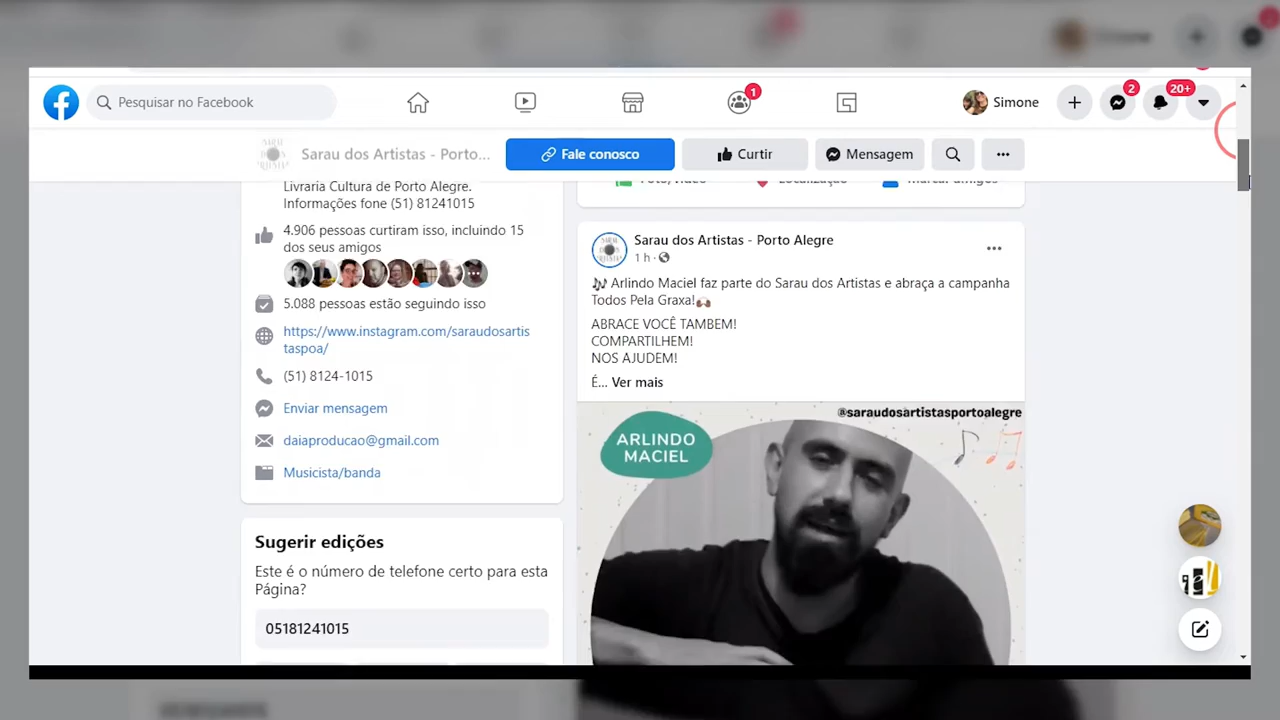 Pesquisar no Facebook
1
Simone
2
20+
Sarau dos Artistas - Porto...
Fale conosco
Curtir
Mensagem
Livraria Cultura de Porto Alegre.
Informações fone (51) 81241015
4.906 pessoas curtiram isso, incluindo 15
dos seus amigos
5.088 pessoas estão seguindo isso
https://www.instagram.com/saraudosartis
taspoa/
(51) 8124-1015
Enviar mensagem
daiaproducao@gmail.com
Musicista/banda
Sugerir edições
Este é o número de telefone certo para esta
Página?
05181241015
Foto/vídeo
Localização
Marcar amigos
Sarau dos Artistas - Porto Alegre
1 h ·
🎶 Arlindo Maciel faz parte do Sarau dos Artistas e abraça a campanha
Todos Pela Graxa!
ABRACE VOCÊ TAMBEM!
COMPARTILHEM!
NOS AJUDEM!
É... Ver mais
@saraudosartistasportoalegre
ARLINDO
MACIEL